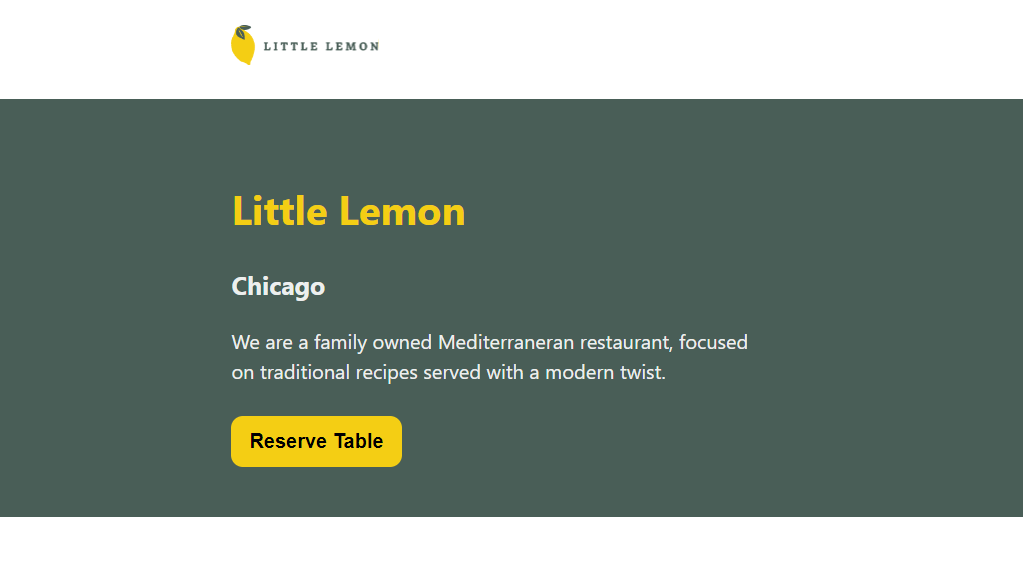 LITTLE LEMON
Little Lemon
Chicago
We are a family owned Mediterraneran restaurant, focused
on traditional recipes served with a modern twist.
Reserve Table